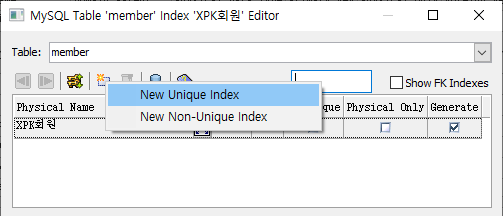 MySQL Table 'member' Index 'XPK회원' Editor
Table: member
Show FK Indexes
New Unique Index
New Non-Unique Index
Physical Name Physical Only Generate
XPK회원